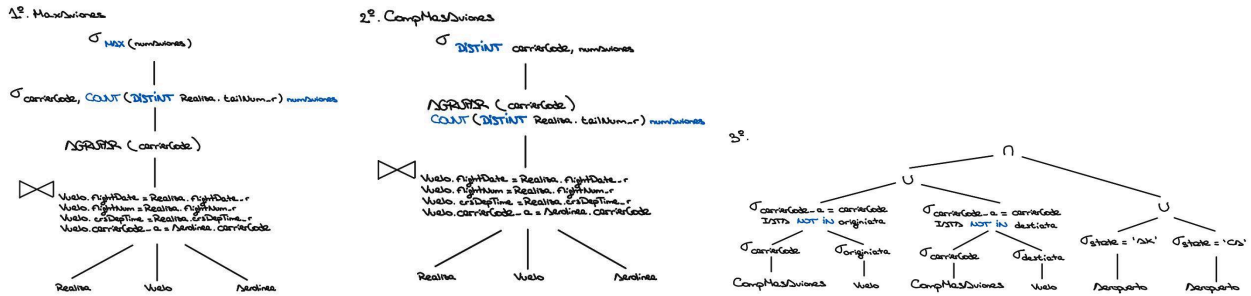 1º. MaxAviones
σ MAX (numAviones)
σ carrierCode, COUNT (DISTINT Realiza. tailNum_r) numAviones
AGRUPAR (carrierCode)
⋈
Vuelo. flightDate = Realiza. flightDate_r
Vuelo. flightNum = Realiza. flightNum_r
Vuelo. crsDepTime = Realiza. crsDepTime_r
Vuelo. carrierCode_a = Aerolinea. carrierCode
Realiza Vuelo Aerolinea
2º. CompMasAviones
σ DISTINT carrierCode, numAviones
AGRUPAR (carrierCode)
COUNT (DISTINT Realiza. tailNum_r) numAviones
⋈
Vuelo. flightDate = Realiza. flightDate_r
Vuelo. flightNum = Realiza. flightNum_r
Vuelo. crsDepTime = Realiza. crsDepTime_r
Vuelo. carrierCode_a = Aerolinea. carrierCode
Realiza Vuelo Aerolinea
3º.
∩
∪
∪
σ carrierCode_a = carrierCode
IATA NOT IN originiata
σ carrierCode_a = carrierCode
IATA NOT IN destiata
σ state = 'AK' σ state = 'CA'
σ carrierCode σ originiata σ carrierCode σ destiata
CompMasAviones Vuelo CompMasAviones Vuelo Aeropuerto Aeropuerto